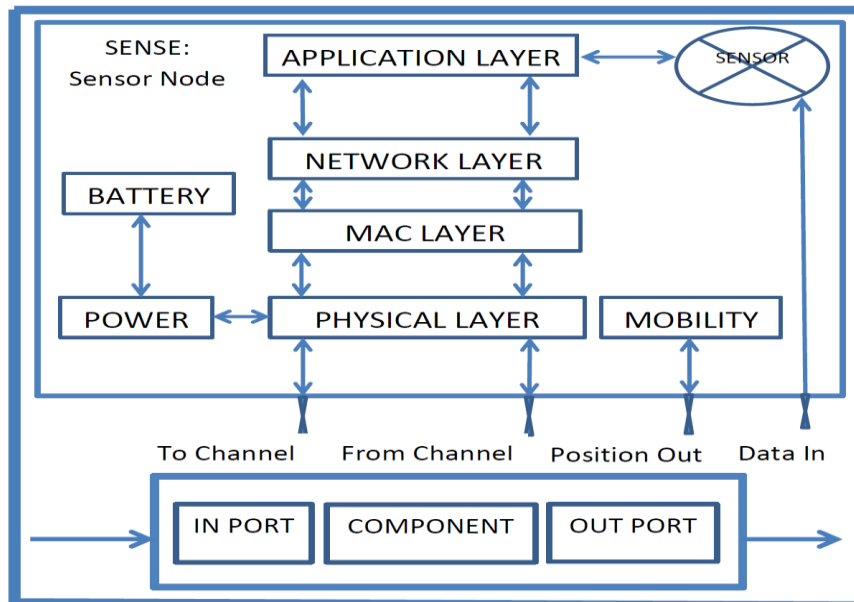 SENSE:
Sensor Node
APPLICATION LAYER
SENSOR
NETWORK LAYER
BATTERY
MAC LAYER
POWER
PHYSICAL LAYER
MOBILITY
To Channel
From Channel
Position Out
Data In
IN PORT
COMPONENT
OUT PORT